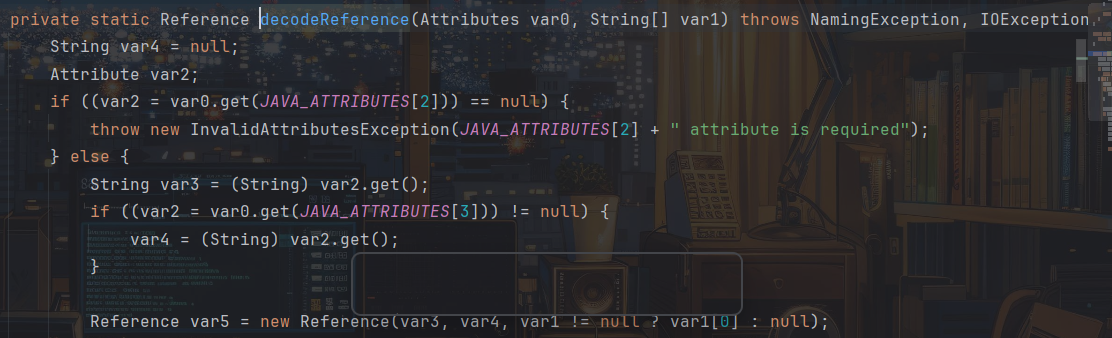 private static Reference decodeReference(Attributes var0, String[] var1) throws NamingException, IOException
    String var4 = null;
    Attribute var2;
    if ((var2 = var0.get(JAVA_ATTRIBUTES[2])) == null) {
        throw new InvalidAttributesException(JAVA_ATTRIBUTES[2] + " attribute is required");
    } else {
        String var3 = (String) var2.get();
        if ((var2 = var0.get(JAVA_ATTRIBUTES[3])) != null) {
            var4 = (String) var2.get();
        }
        Reference var5 = new Reference(var3, var4, var1 != null ? var1[0] : null);